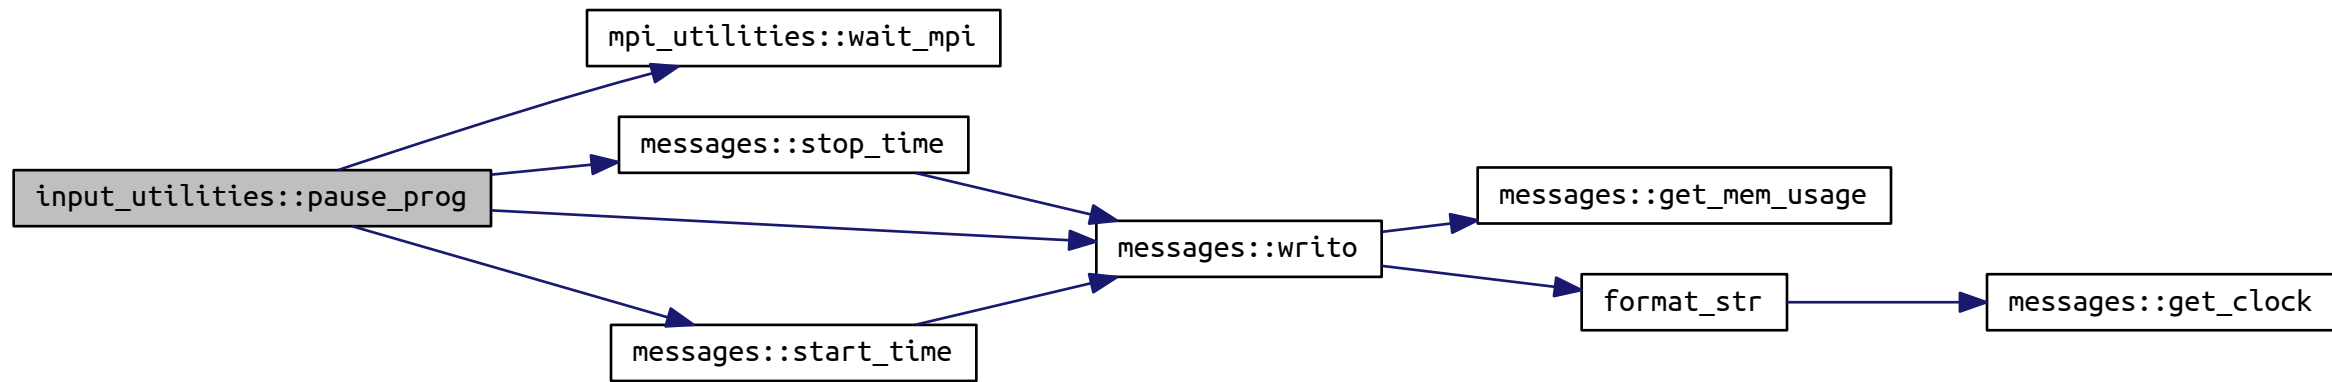 mpi_utilities::wait_mpi
messages::stop_time
input_utilities::pause_prog
messages::get_mem_usage
messages::writo
format_str
messages::get_clock
messages::start_time